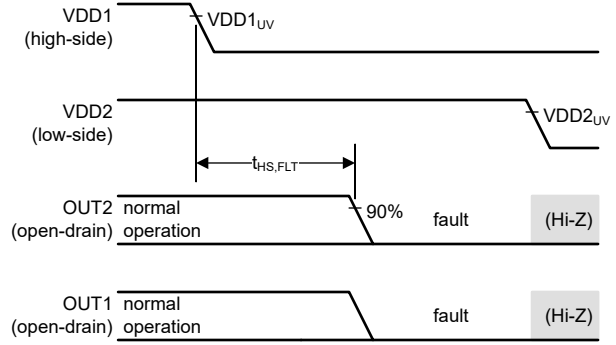 VDD1
(high-side)
VDD1UV
VDD2
(low-side)
VDD2UV
tHS,FLT
OUT2
(open-drain)
normal
operation
90%
fault
(Hi-Z)
OUT1
(open-drain)
normal
operation
fault
(Hi-Z)